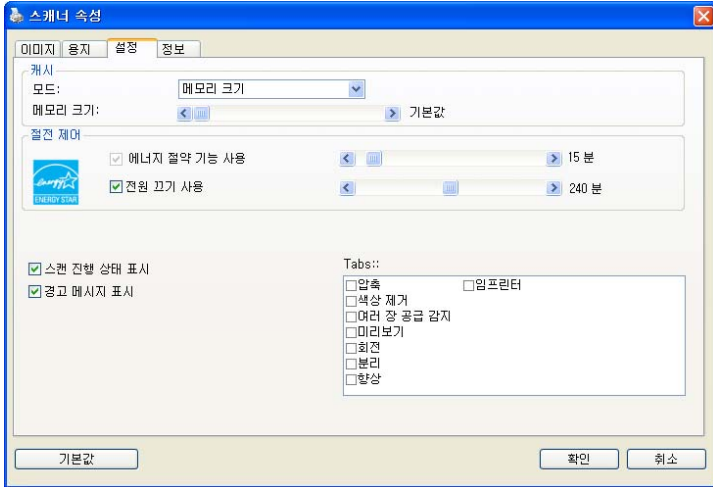 스캐너 속성
이미지 용지 설정 정보
캐시
모드: 메모리 크기
메모리 크기: 기본값
절전 제어
에너지 절약 기능 사용 15 분
energy
ENERGY STAR
전원 끄기 사용 240 분
스캔 진행 상태 표시
경고 메시지 표시
Tabs::
압축 임프린터
색상 제거
여러 장 공급 감지
미리보기
회전
분리
향상
기본값 확인 취소